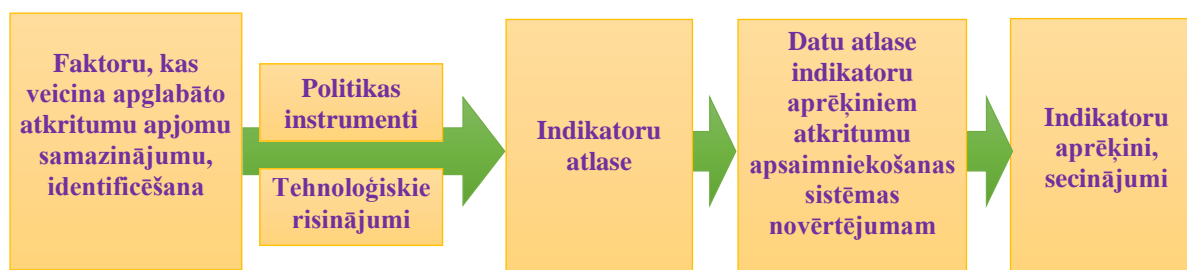 Faktoru, kas
veicina apglabāto
atkritumu apjomu
samazinājumu,
identificēšana
Politikas
instrumenti
Tehnoloģiskie
risinājumi
Indikatoru
atlase
Datu atlase
indikatoru
aprēķiniem
atkritumu
apsaimniekošanas
sistēmas
novērtējumam
Indikatoru
aprēķini,
secinājumi